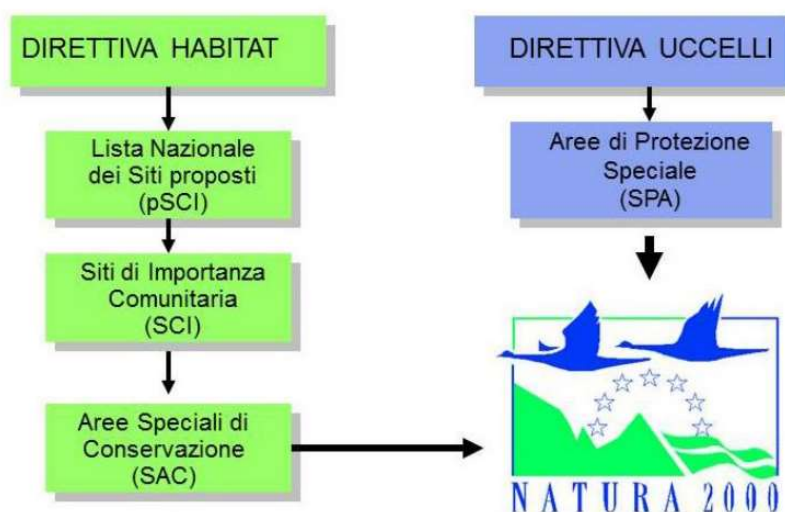 DIRETTIVA HABITAT
Lista Nazionale
dei Siti proposti
(pSCI)
Siti di Importanza
Comunitaria
(SCI)
Aree Speciali di
Conservazione
(SAC)
DIRETTIVA UCCELLI
Aree di Protezione
Speciale
(SPA)
NATURA 2000